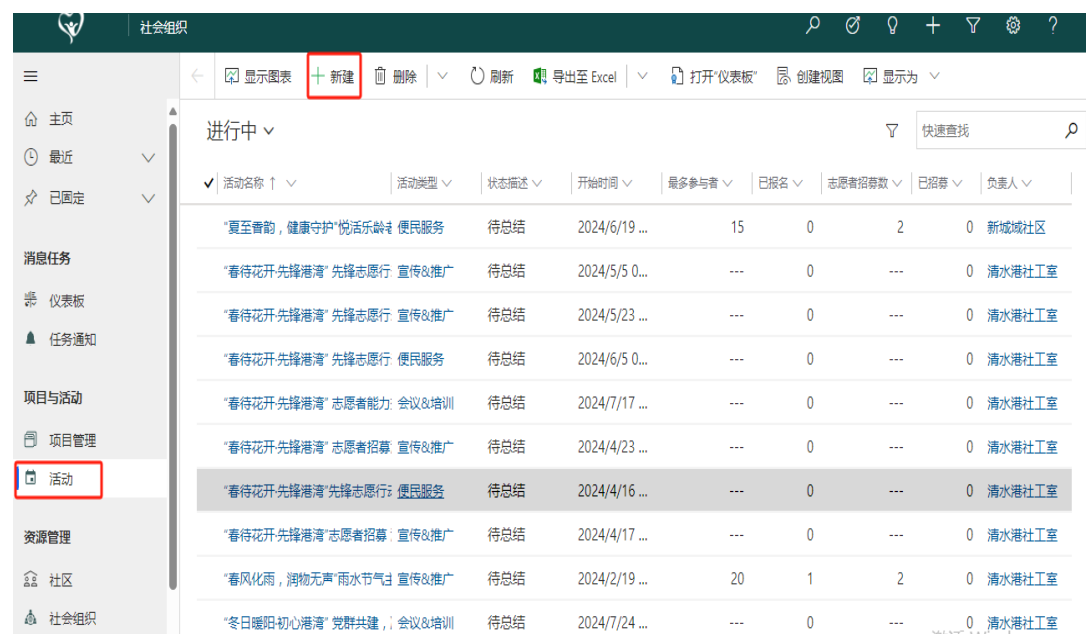 社会组织
?
显示图表 新建 删除 刷新 导出至 Excel 打开“仪表板” 创建视图 显示为
主页
最近
已固定
消息任务
仪表板
任务通知
项目与活动
项目管理
活动
资源管理
社区
社会组织
进行中
快速查找
活动名称 ↑ 活动类型 状态描述 开始时间 最多参与者 已报名 志愿者招募数 已招募 负责人
“夏至香韵，健康守护”悦活乐龄 便民服务 待总结 2024/6/19 ... 15 0 2 0 新城域社区
“春待花开·先锋港湾” 先锋志愿行 宣传&推广 待总结 2024/5/5 0... --- 0 --- 0 清水港社工室
“春待花开·先锋港湾” 先锋志愿行 宣传&推广 待总结 2024/5/23 ... --- 0 --- 0 清水港社工室
“春待花开·先锋港湾” 先锋志愿行 便民服务 待总结 2024/6/5 0... --- 0 --- 0 清水港社工室
“春待花开·先锋港湾” 志愿者能力 会议&培训 待总结 2024/7/17 ... --- 0 --- 0 清水港社工室
“春待花开·先锋港湾” 志愿者招募 宣传&推广 待总结 2024/4/23 ... --- 0 --- 0 清水港社工室
“春待花开·先锋港湾”先锋志愿行 便民服务 待总结 2024/4/16 ... --- 0 --- 0 清水港社工室
“春待花开·先锋港湾”志愿者招募 宣传&推广 待总结 2024/4/17 ... --- 0 --- 0 清水港社工室
“春风化雨，润物无声”雨水节气 宣传&推广 待总结 2024/2/19 ... 20 1 2 0 清水港社工室
“冬日暖阳·初心港湾” 党群共建， 会议&培训 待总结 2024/7/24 ... --- 0 --- 0 清水港社工室